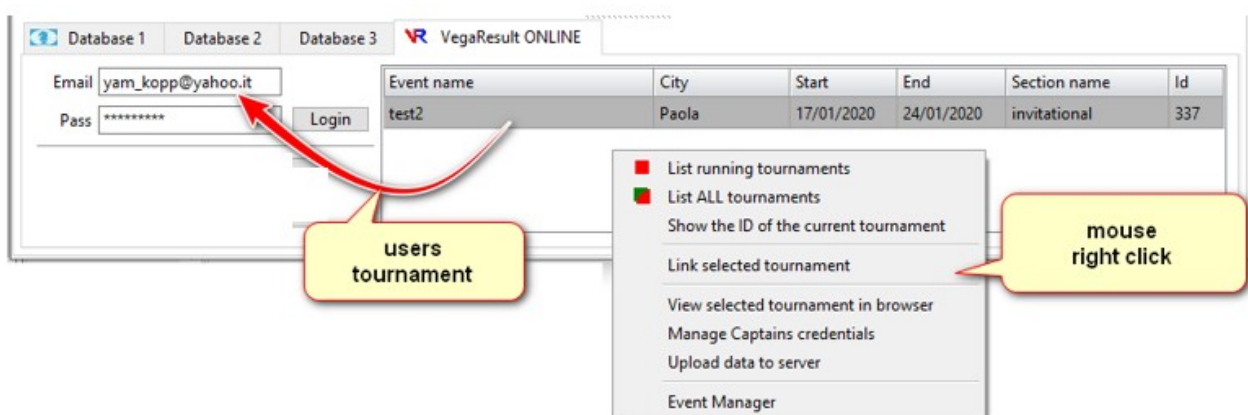 Database 1 Database 2 Database 3 VR VegaResult ONLINE
Email yam_kopp@yahoo.it
Pass ********* Login
Event name City Start End Section name Id
test2 Paola 17/01/2020 24/01/2020 invitational 337
List running tournaments
List ALL tournaments
Show the ID of the current tournament
Link selected tournament
View selected tournament in browser
Manage Captains credentials
Upload data to server
Event Manager
users
tournament
mouse
right click